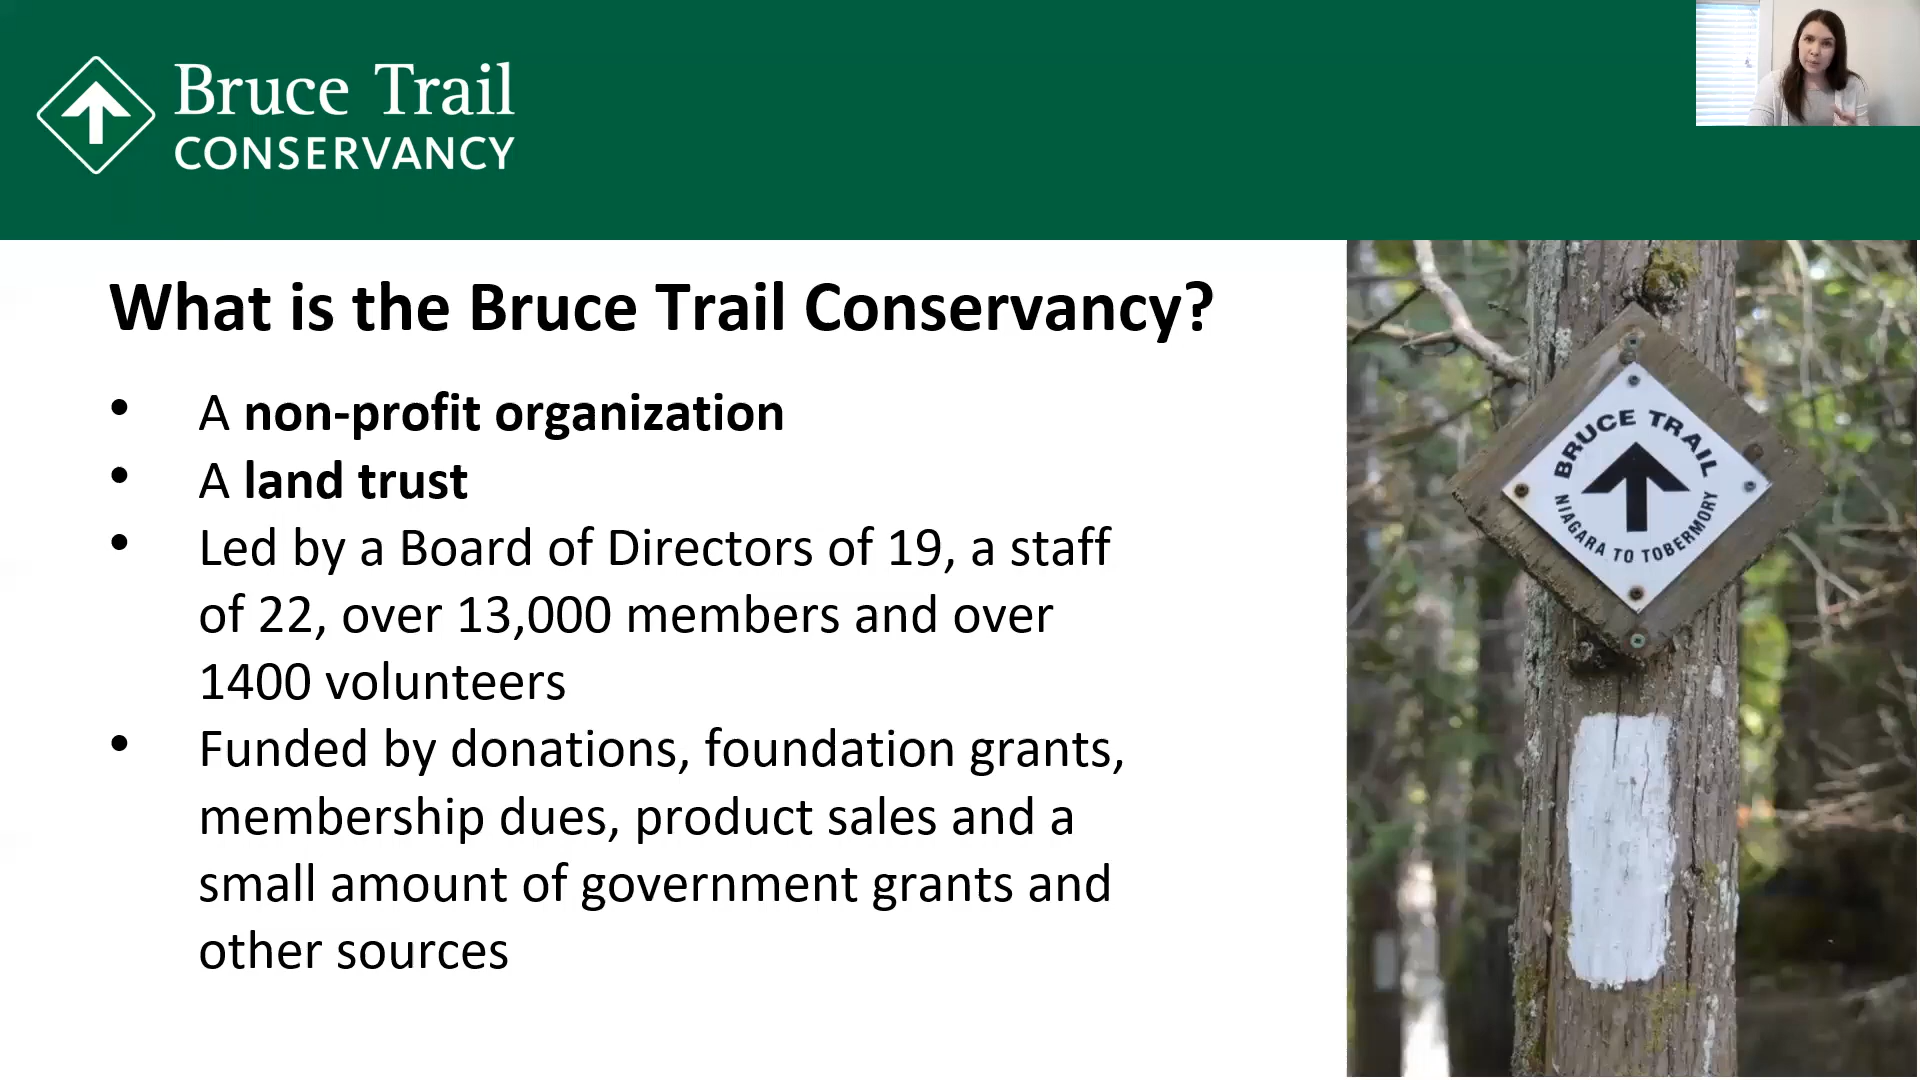 Bruce Trail
CONSERVANCY
What is the Bruce Trail Conservancy?
• A non-profit organization
• A land trust
• Led by a Board of Directors of 19, a staff
of 22, over 13,000 members and over
1400 volunteers
• Funded by donations, foundation grants,
membership dues, product sales and a
small amount of government grants and
other sources
BRUCE TRAIL
NIAGARA TO TOBERMORY